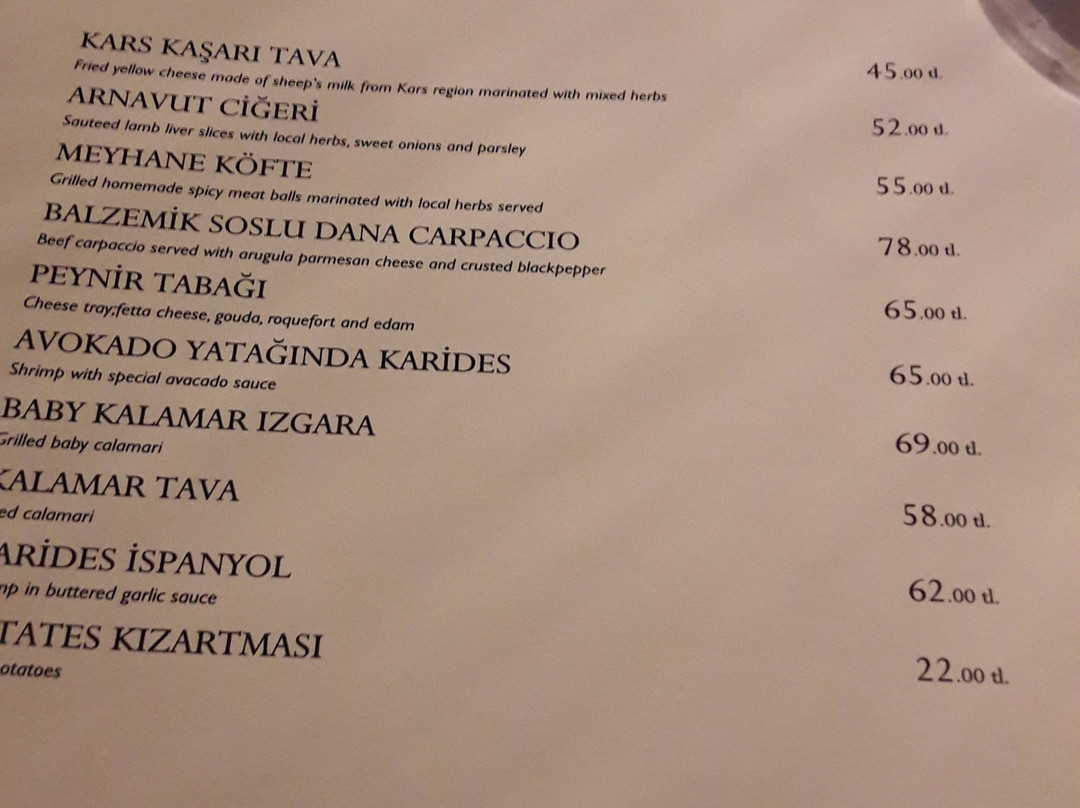 KARS KAŞARI TAVA 45.00 tl.
Fried yellow cheese made of sheep's milk from Kars region marinated with mixed herbs
ARNAVUT CİĞERİ 52.00 tl.
Sauteed lamb liver slices with local herbs, sweet onions and parsley
MEYHANE KÖFTE 55.00 tl.
Grilled homemade spicy meat balls marinated with local herbs served
BALZEMİK SOSLU DANA CARPACCIO 78.00 tl.
Beef carpaccio served with arugula parmesan cheese and crusted blackpepper
PEYNİR TABAĞI 65.00 tl.
Cheese tray;fetta cheese, gouda, roquefort and edam
AVOKADO YATAĞINDA KARİDES 65.00 tl.
Shrimp with special avacado sauce
BABY KALAMAR IZGARA 69.00 tl.
Grilled baby calamari
KALAMAR TAVA 58.00 tl.
ed calamari
ARİDES İSPANYOL 62.00 tl.
mp in buttered garlic sauce
TATES KIZARTMASI 22.00 tl.
otatoes